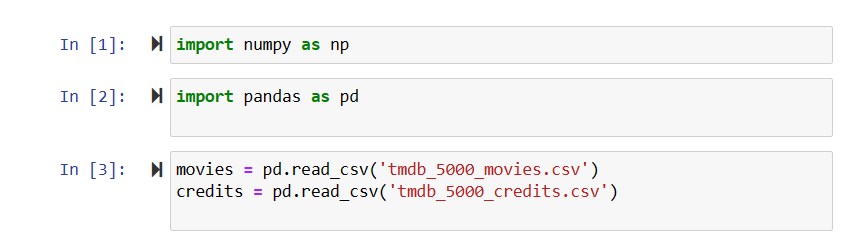 In [1]: import numpy as np
In [2]: import pandas as pd
In [3]: movies = pd.read_csv('tmdb_5000_movies.csv')
credits = pd.read_csv('tmdb_5000_credits.csv')